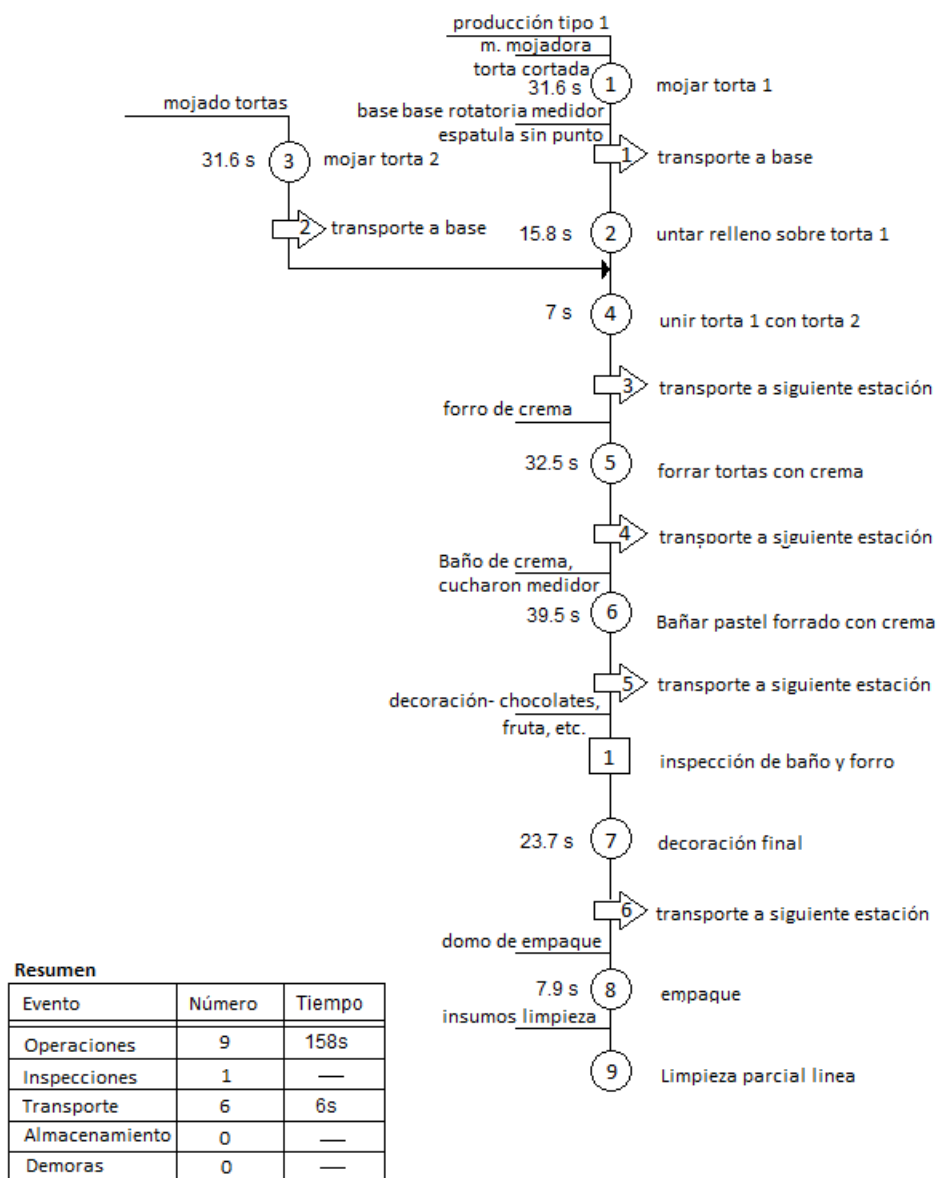 producción tipo 1
m. mojadora
torta cortada
31.6 s 1 mojar torta 1
mojado tortas
base base rotatoria medidor
espatula sin punto
31.6 s 3 mojar torta 2
1 transporte a base
2 transporte a base
15.8 s 2 untar relleno sobre torta 1
7 s 4 unir torta 1 con torta 2
3 transporte a siguiente estación
forro de crema
32.5 s 5 forrar tortas con crema
4 transporte a siguiente estación
Baño de crema,
cucharon medidor
39.5 s 6 Bañar pastel forrado con crema
5 transporte a siguiente estación
decoración- chocolates,
fruta, etc.
1 inspección de baño y forro
23.7 s 7 decoración final
6 transporte a siguiente estación
domo de empaque
7.9 s 8 empaque
insumos limpieza
9 Limpieza parcial linea
Resumen
Evento Número Tiempo
Operaciones 9 158s
Inspecciones 1 —
Transporte 6 6s
Almacenamiento 0 —
Demoras 0 —